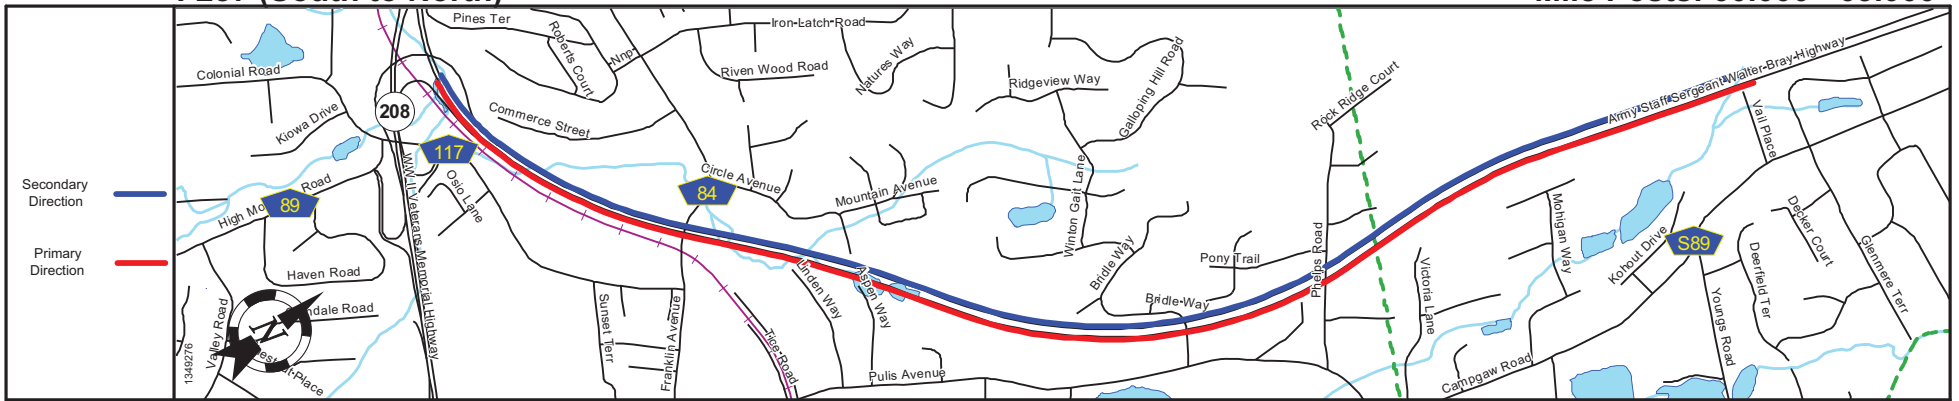 Secondary
Direction
Primary
Direction
Pines Ter
Iron-Latch-Road
Roberts Court
Nnp
Natures Way
Riven Wood Road
Ridgeview Way
Galloping Hill Road
Rock Ridge Court
Army Staff Sergeant Walter-Bray-Highway
Colonial Road
Kiowa Drive
208
Commerce Street
Vail Place
117
W.W.II Veterans Memorial Highway
Oslo Lane
Circle Avenue
84
Mountain Avenue
Winton Gait Lane
High Mo
Road
89
Mohigan Way
Kohout Drive
S89
Decker Court
Glenmere Terr
Deerfield Ter
Bridle Way
Pony Trail
Phelps Road
Victoria Lane
Haven Road
Linden Way
Aspen Way
Bridle-Way
Valley Road
ndale Road
Sunset Terr
Franklin Avenue
Tice-Road
Youngs Road
Pulis Avenue
Campgaw Road
1349276
N
Place